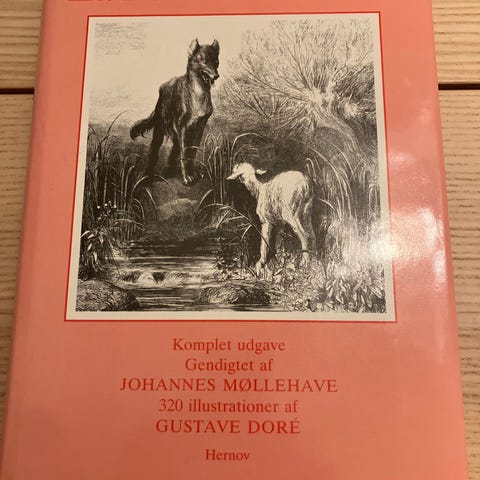 Komplet udgave
Gendigtet af
JOHANNES MØLLEHAVE
320 illustrationer af
GUSTAVE DORÉ
Hernov